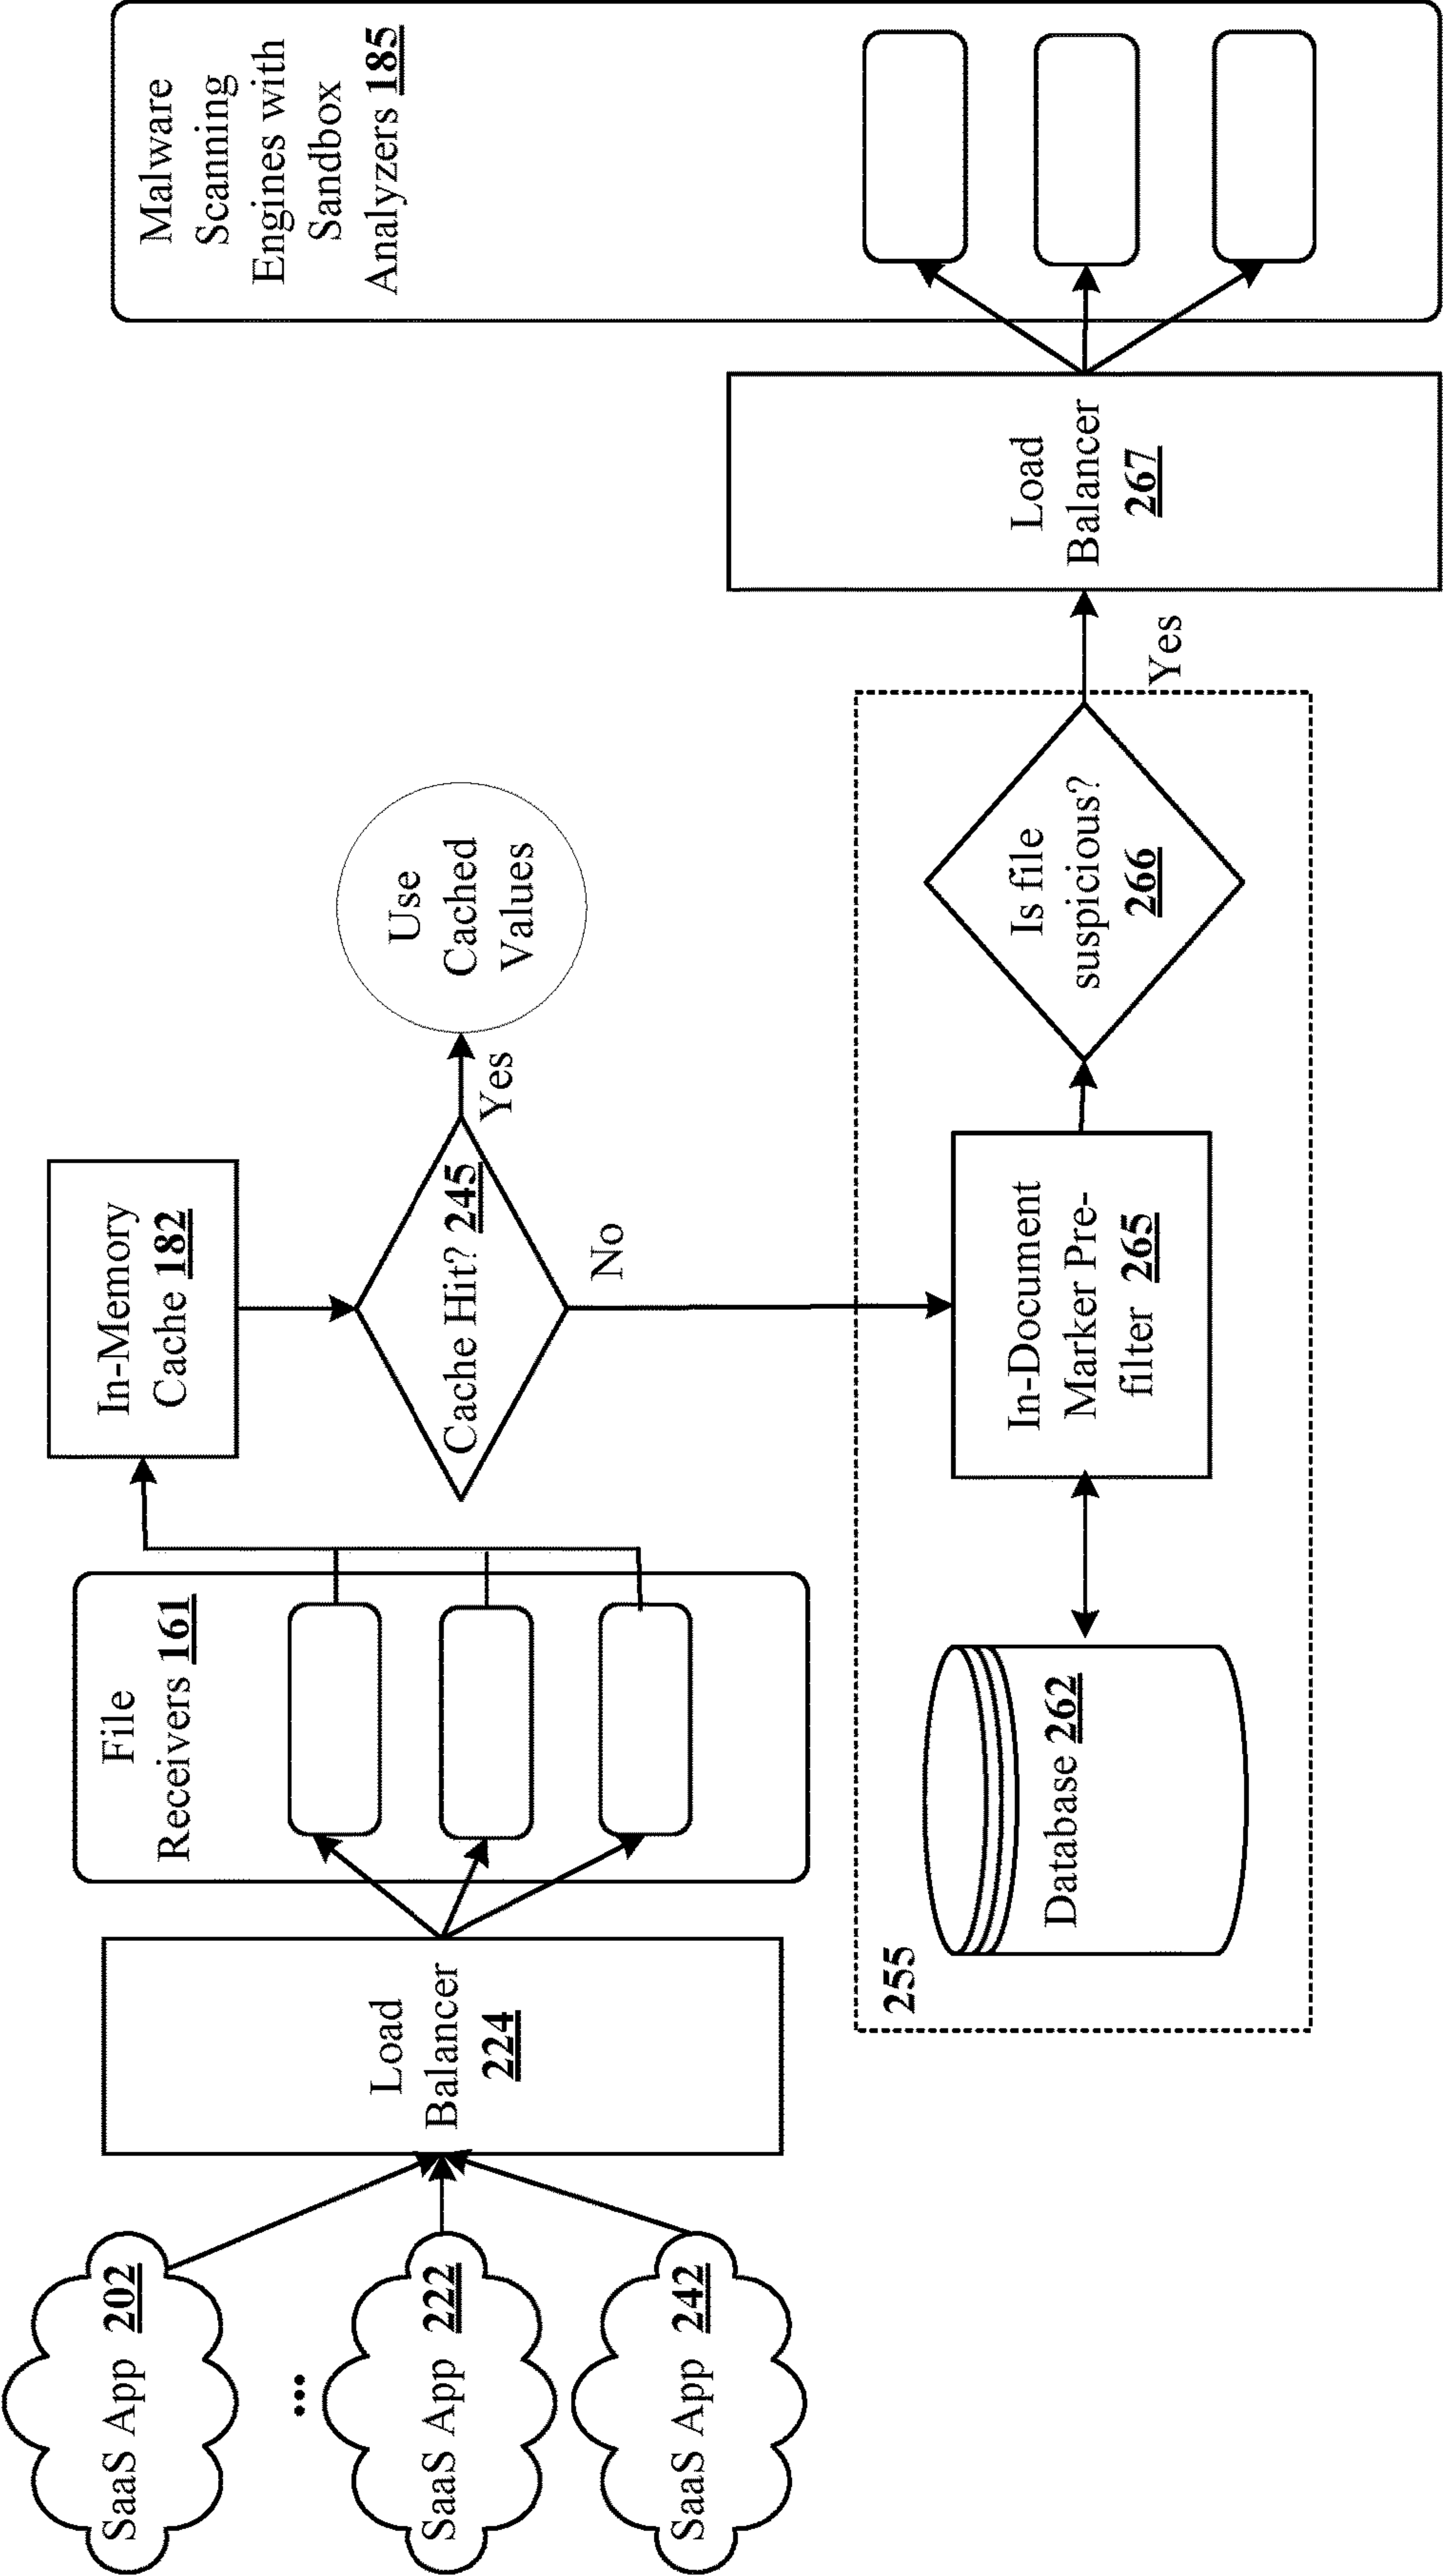 SaaS App 202
...
SaaS App 222
SaaS App 242
Load
Balancer
224
File
Receivers 161
In-Memory
Cache 182
Cache Hit? 245
Yes
Use
Cached
Values
No
255
Database 262
In-Document
Marker Pre-
filter 265
Is file
suspicious?
266
Yes
Load
Balancer
267
Malware
Scanning
Engines with
Sandbox
Analyzers 185